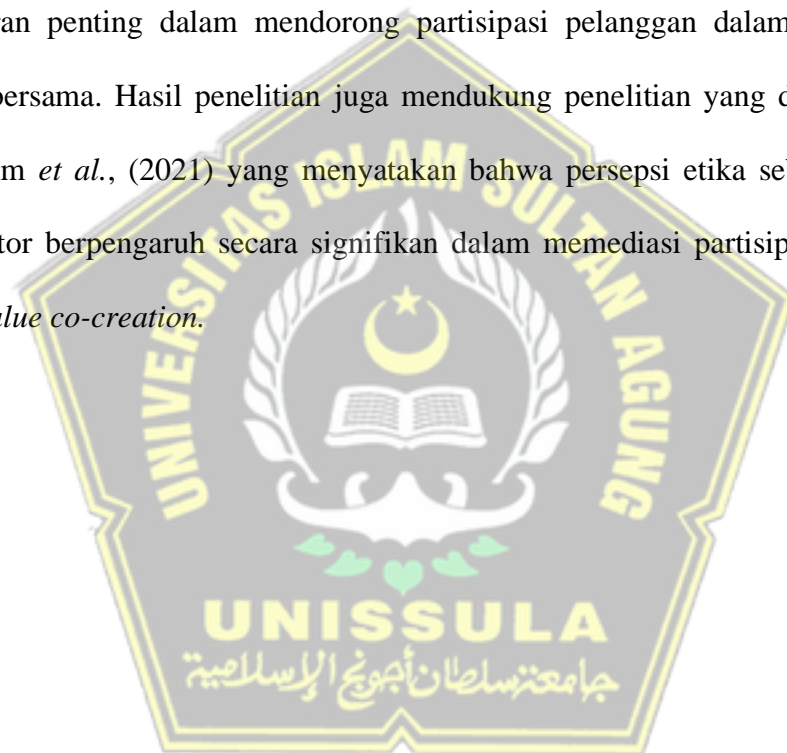 ran penting dalam mendorong partisipasi pelanggan dalam
bersama. Hasil penelitian juga mendukung penelitian yang d
m et al., (2021) yang menyatakan bahwa persepsi etika seb
tor berpengaruh secara signifikan dalam memediasi partisip
alue co-creation.
UNIVERSITAS ISLAM SULTAN AGUNG
UNISSULA
جامعة سلطان أجونج الإسلامية